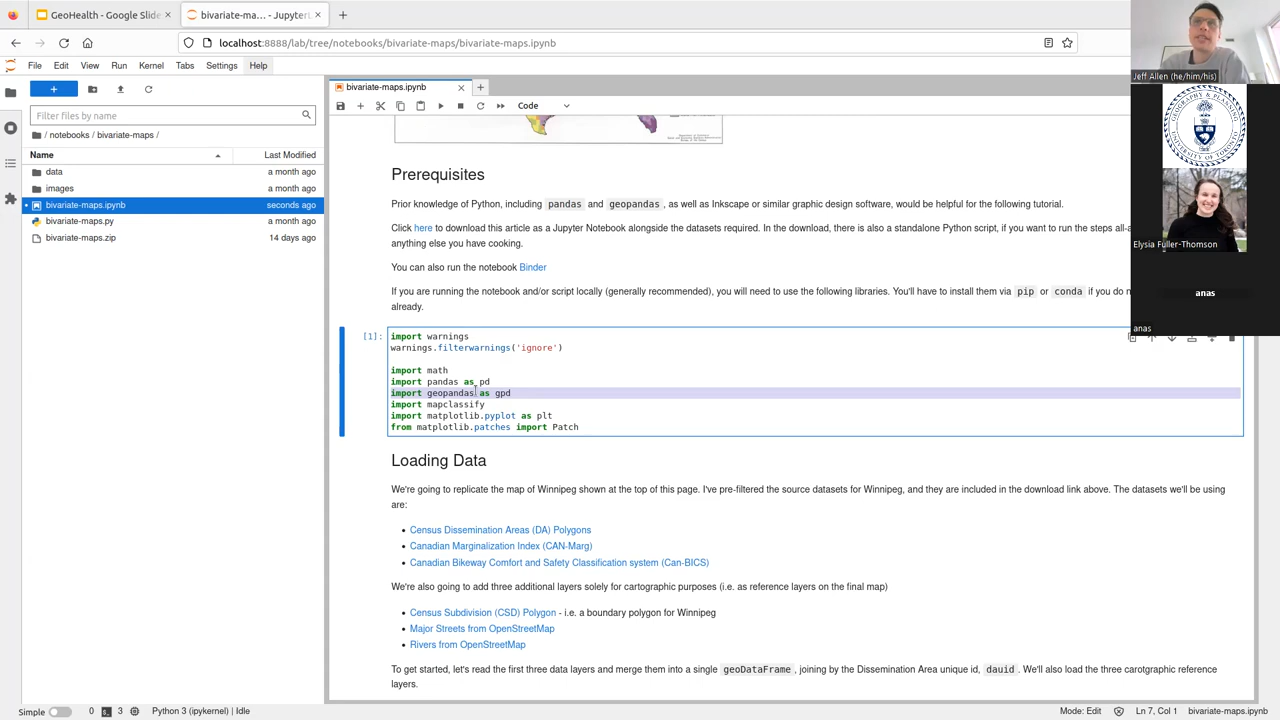 GeoHealth - Google Slide
bivariate-ma… - JupyterL
localhost:8888/lab/tree/notebooks/bivariate-maps/bivariate-maps.ipynb
File Edit View Run Kernel Tabs Settings Help
Filter files by name
/ notebooks / bivariate-maps /
Name Last Modified
data a month ago
images a month ago
bivariate-maps.ipynb seconds ago
bivariate-maps.py a month ago
bivariate-maps.zip 14 days ago
bivariate-maps.ipynb
Code
Prerequisites
Prior knowledge of Python, including pandas and geopandas, as well as Inkscape or similar graphic design software, would be helpful for the following tutorial.
Click here to download this article as a Jupyter Notebook alongside the datasets required. In the download, there is also a standalone Python script, if you want to run the steps all-
anything else you have cooking.
You can also run the notebook Binder
If you are running the notebook and/or script locally (generally recommended), you will need to use the following libraries. You'll have to install them via pip or conda if you do n
already.
[1]:
import warnings
warnings.filterwarnings('ignore')
import math
import pandas as pd
import geopandas as gpd
import mapclassify
import matplotlib.pyplot as plt
from matplotlib.patches import Patch
Loading Data
We're going to replicate the map of Winnipeg shown at the top of this page. I've pre-filtered the source datasets for Winnipeg, and they are included in the download link above. The datasets we'll be using
are:
Census Dissemination Areas (DA) Polygons
Canadian Marginalization Index (CAN-Marg)
Canadian Bikeway Comfort and Safety Classification system (Can-BICS)
We're also going to add three additional layers solely for cartographic purposes (i.e. as reference layers on the final map)
Census Subdivision (CSD) Polygon - i.e. a boundary polygon for Winnipeg
Major Streets from OpenStreetMap
Rivers from OpenStreetMap
To get started, let's read the first three data layers and merge them into a single geoDataFrame, joining by the Dissemination Area unique id, dauid. We'll also load the three carotgraphic reference
layers.
Simple 0 3 Python 3 (ipykernel) | Idle
Mode: Edit Ln 7, Col 1 bivariate-maps.ipynb
Jeff Allen (he/him/his)
GEOGRAPHY & PLANNING
UNIVERSITY OF TORONTO
Elysia Fuller-Thomson
anas
anas